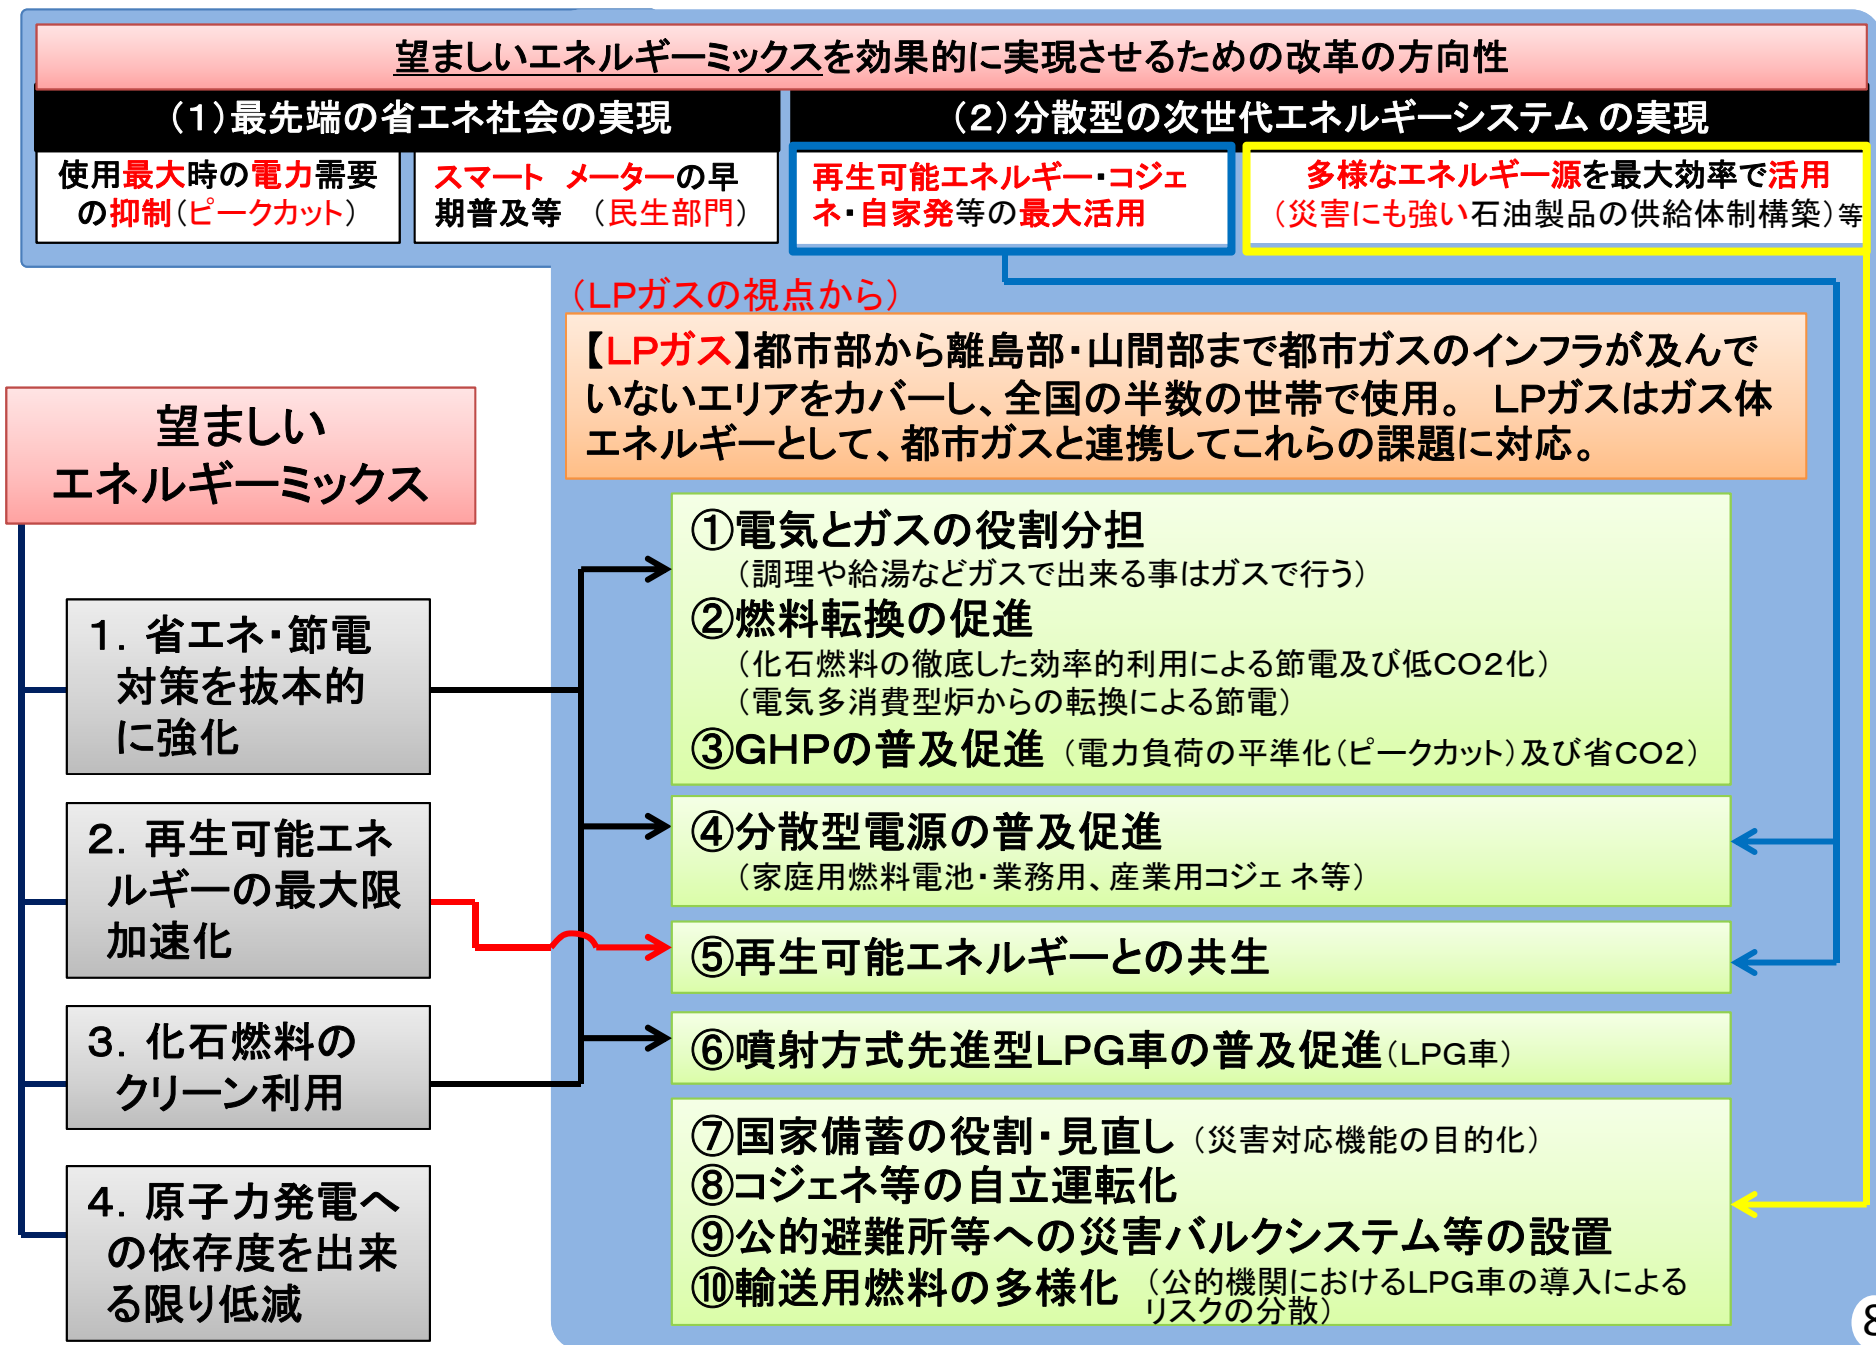 望ましいエネルギーミックスを効果的に実現させるための改革の方向性
(1)最先端の省エネ社会の実現
(2)分散型の次世代エネルギーシステム の実現
使用最大時の電力需要
の抑制(ピークカット)
スマート メーターの早
期普及等 (民生部門)
再生可能エネルギー・コジェ
ネ・自家発等の最大活用
多様なエネルギー源を最大効率で活用
(災害にも強い石油製品の供給体制構築)等
(LPガスの視点から)
【LPガス】都市部から離島部・山間部まで都市ガスのインフラが及んで
いないエリアをカバーし、全国の半数の世帯で使用。 LPガスはガス体
エネルギーとして、都市ガスと連携してこれらの課題に対応。
望ましい
エネルギーミックス
1. 省エネ・節電
対策を抜本的
に強化
2. 再生可能エネ
ルギーの最大限
加速化
3. 化石燃料の
クリーン利用
4. 原子力発電へ
の依存度を出来
る限り低減
①電気とガスの役割分担
(調理や給湯などガスで出来る事はガスで行う)
②燃料転換の促進
(化石燃料の徹底した効率的利用による節電及び低CO2化)
(電気多消費型炉からの転換による節電)
③GHPの普及促進 (電力負荷の平準化(ピークカット)及び省CO2)
④分散型電源の普及促進
(家庭用燃料電池・業務用、産業用コジェネ等)
⑤再生可能エネルギーとの共生
⑥噴射方式先進型LPG車の普及促進(LPG車)
⑦国家備蓄の役割・見直し (災害対応機能の目的化)
⑧コジェネ等の自立運転化
⑨公的避難所等への災害バルクシステム等の設置
⑩輸送用燃料の多様化 (公的機関におけるLPG車の導入による
リスクの分散)
8